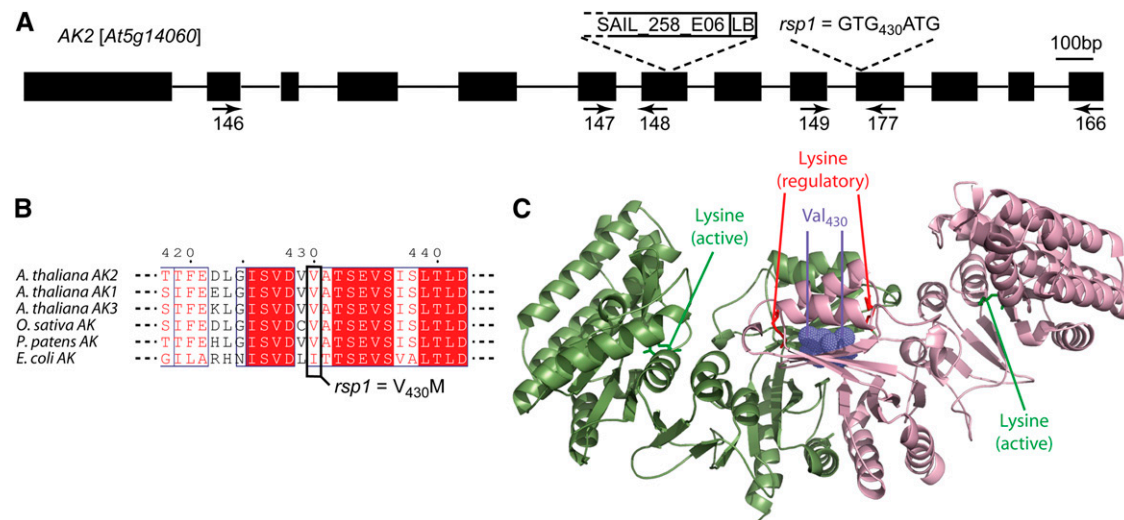 A
AK2 [At5g14060]
SAIL_258_E06 LB
rsp1 = GTG430ATG
100bp
146
147
148
149
177
166
B
420 430 440
A. thaliana AK2 TTFEDLGISVDVVATSEVSISLTLD
A. thaliana AK1 SIFEELGISVDVVATSEVSISLTLD
A. thaliana AK3 SIFEKLGISVDVVATSEVSISLTLD
O. sativa AK SIFEDLGISVDCVATSEVSISLTLD
P. patens AK STFEHLGISVDVVATSEVSISLTLD
E. coli AK GILARHNISVDLITTSEVSVALTLD
rsp1 = V430M
C
Lysine
(regulatory)
Lysine
(active)
Val430
Lysine
(active)